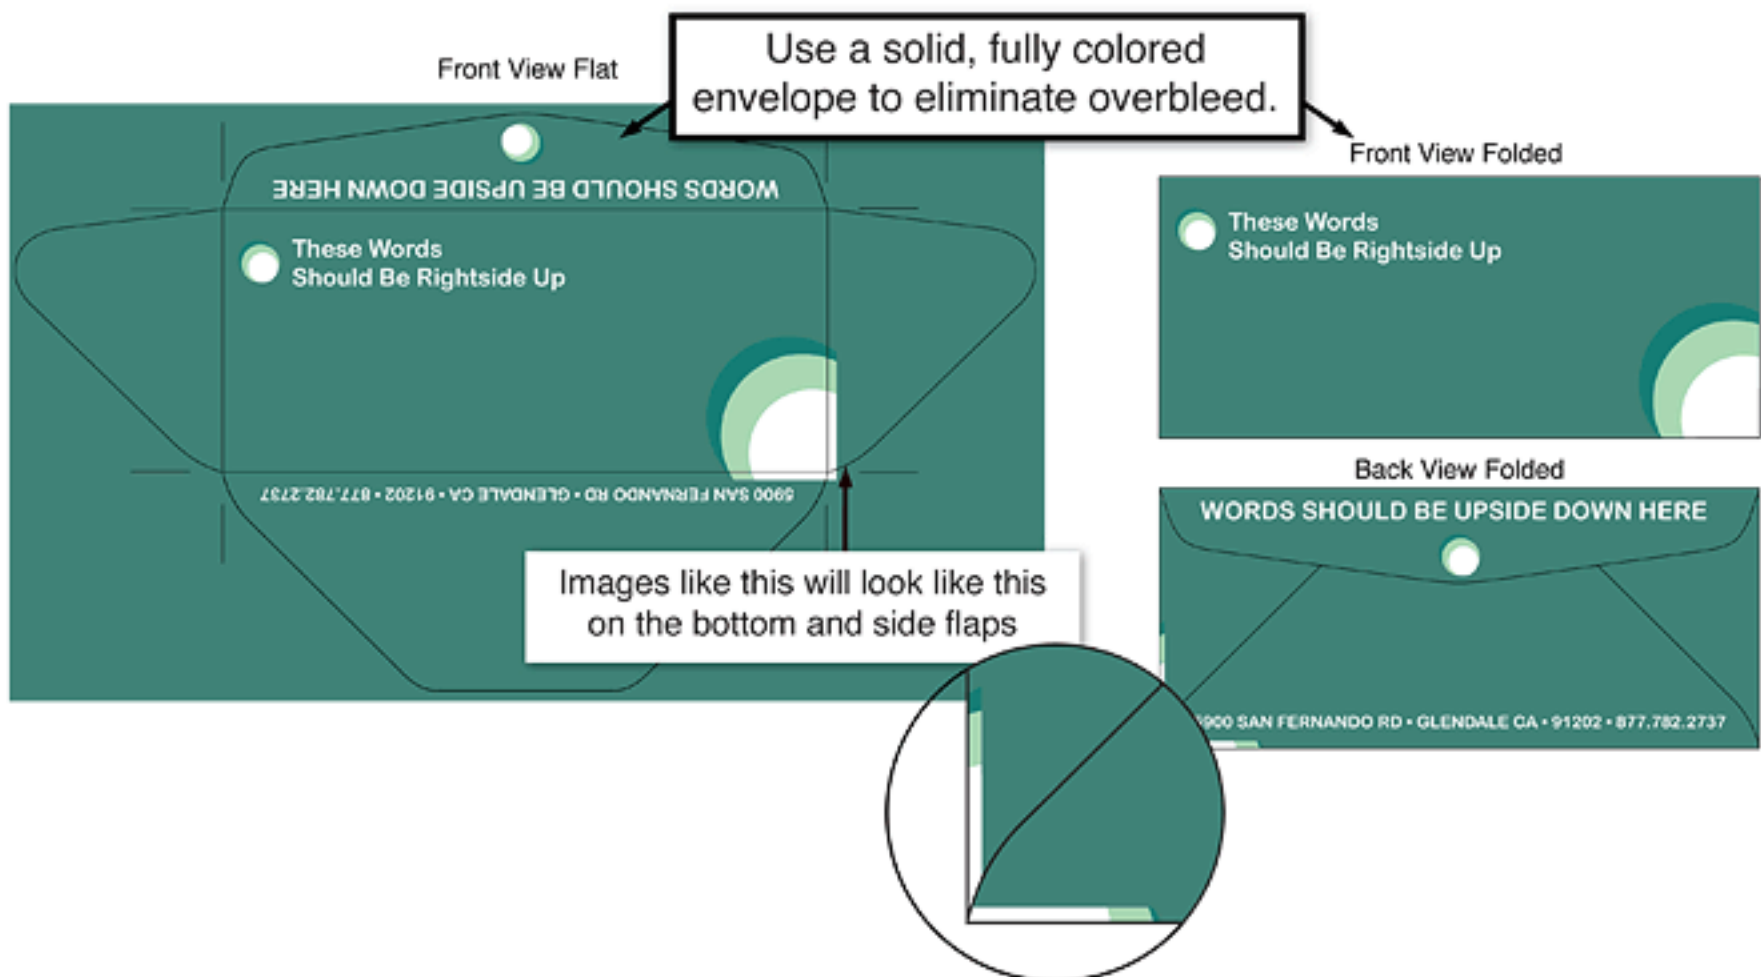 Front View Flat
Use a solid, fully colored
envelope to eliminate overbleed.
WORDS SHOULD BE UPSIDE DOWN HERE
These Words
Should Be Rightside Up
5900 SAN FERNANDO RD • GLENDALE CA • 91202 • 877.782.2737
Images like this will look like this
on the bottom and side flaps
Front View Folded
These Words
Should Be Rightside Up
Back View Folded
WORDS SHOULD BE UPSIDE DOWN HERE
5900 SAN FERNANDO RD • GLENDALE CA • 91202 • 877.782.2737